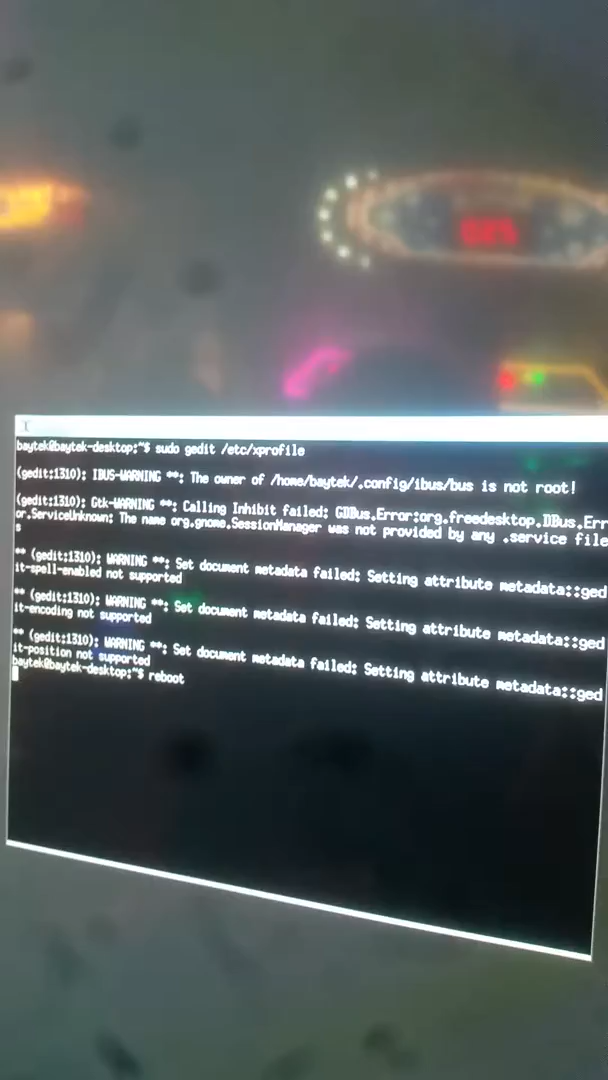 baytek@baytek-desktop:~$ sudo gedit /etc/xprofile
(gedit:1310): IBUS-WARNING **: The owner of /home/baytek/.config/ibus/bus is not root!
(gedit:1310): Gtk-WARNING **: Calling Inhibit failed: GDBus.Error:org.freedesktop.DBus.Err
or.ServiceUnknown: The name org.gnome.SessionManager was not provided by any .service file
s
** (gedit:1310): WARNING **: Set document metadata failed: Setting attribute metadata::ged
it-spell-enabled not supported
** (gedit:1310): WARNING **: Set document metadata failed: Setting attribute metadata::ged
it-encoding not supported
** (gedit:1310): WARNING **: Set document metadata failed: Setting attribute metadata::ged
it-position not supported
baytek@baytek-desktop:~$ reboot